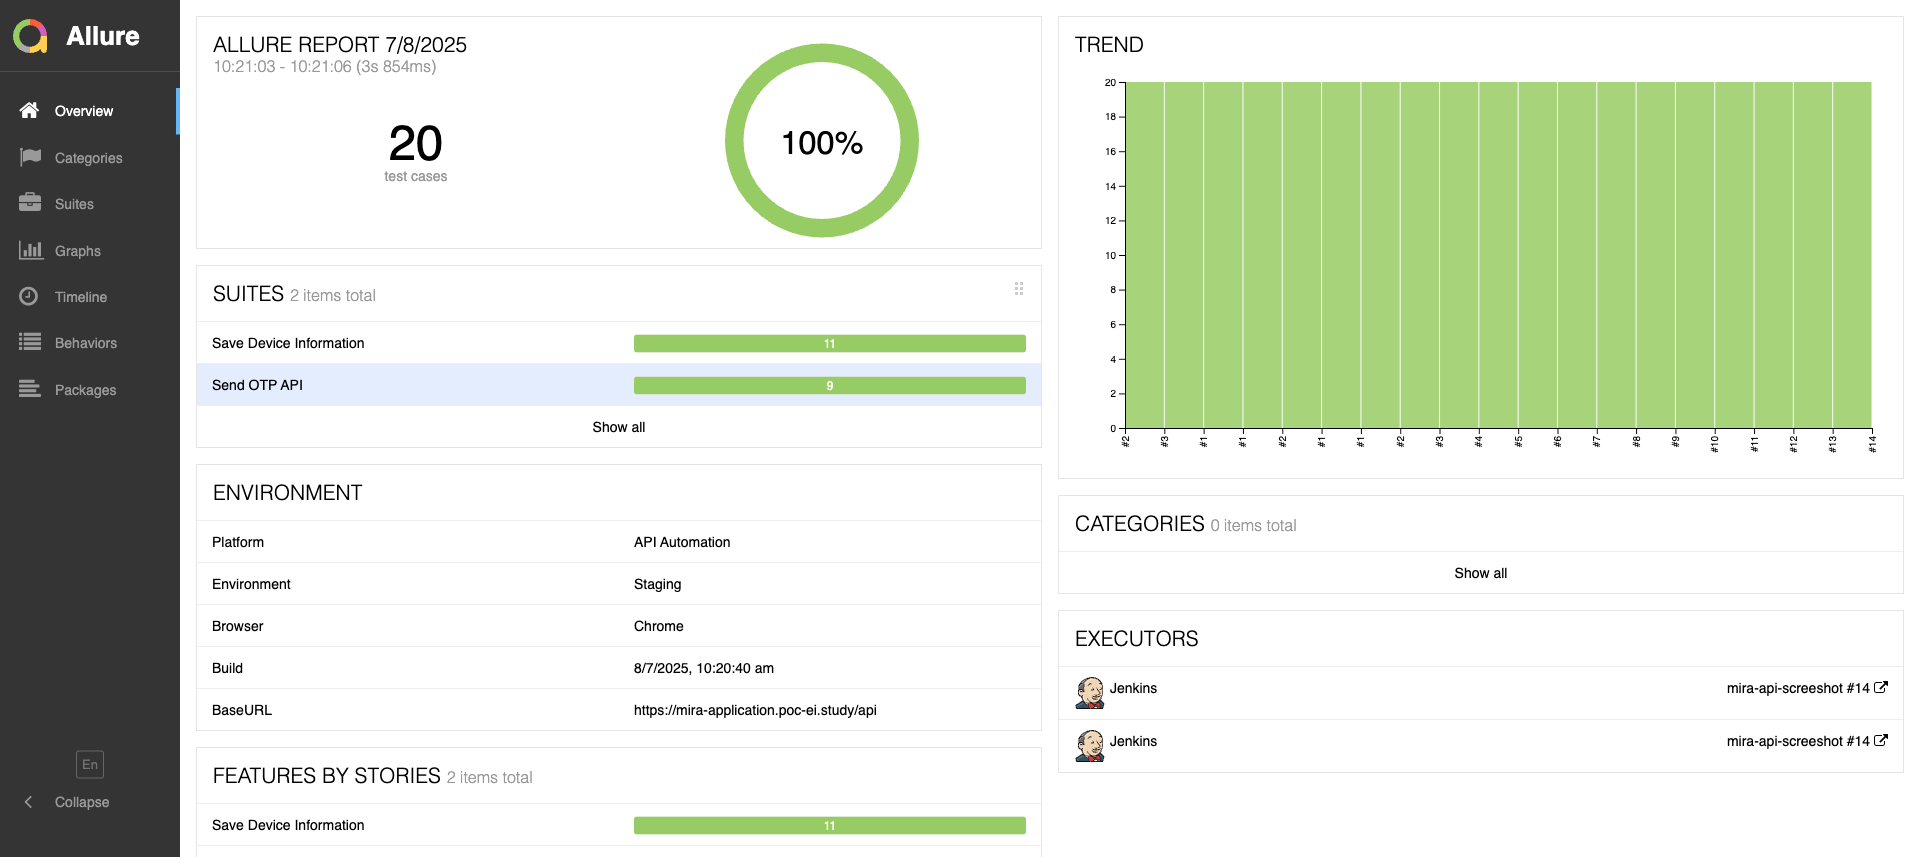 Allure
Overview
Categories
Suites
Graphs
Timeline
Behaviors
Packages
En
Collapse
ALLURE REPORT 7/8/2025
10:21:03 - 10:21:06 (3s 854ms)
20
test cases
100%
SUITES 2 items total
Save Device Information 11
Send OTP API 9
Show all
ENVIRONMENT
Platform API Automation
Environment Staging
Browser Chrome
Build 8/7/2025, 10:20:40 am
BaseURL https://mira-application.poc-ei.study/api
FEATURES BY STORIES 2 items total
Save Device Information 11
TREND
20
18
16
14
12
10
8
6
4
2
0
#2 #3 #1 #1 #2 #1 #1 #2 #3 #4 #5 #6 #7 #8 #9 #10 #11 #12 #13 #14
CATEGORIES 0 items total
Show all
EXECUTORS
Jenkins mira-api-screeshot #14
Jenkins mira-api-screeshot #14